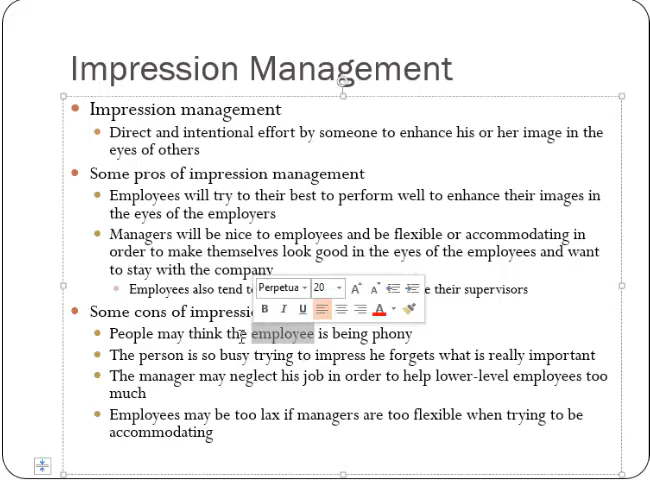 Impression Management
Impression management
Direct and intentional effort by someone to enhance his or her image in the
eyes of others
Some pros of impression management
Employees will try to their best to perform well to enhance their images in
the eyes of the employers
Managers will be nice to employees and be flexible or accommodating in
order to make themselves look good in the eyes of the employees and want
to stay with the company
Perpetua 20
Employees also tend e their supervisors
B I U A
Some cons of
People may think the employee is being phony
The person is so busy trying to impress he forgets what is really important
The manager may neglect his job in order to help lower-level employees too
much
Employees may be too lax if managers are too flexible when trying to be
accommodating